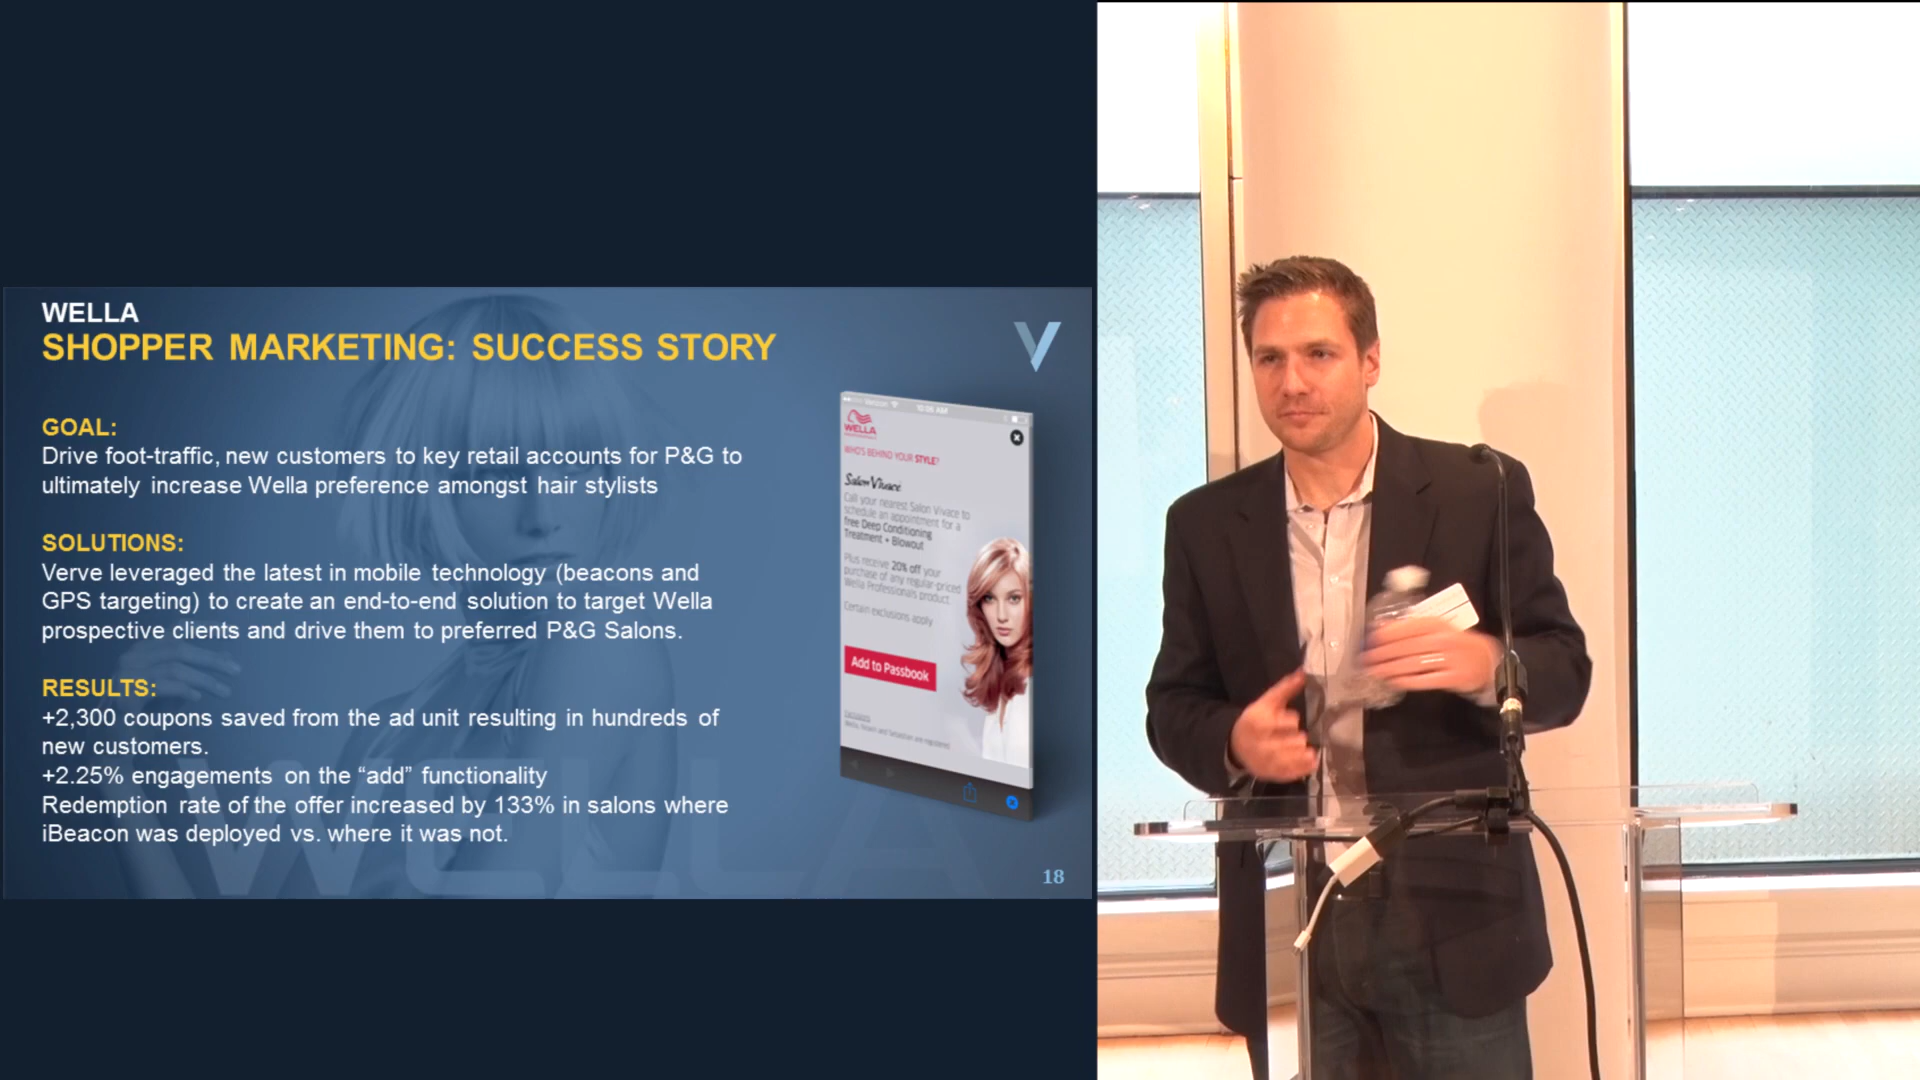 WELLA
SHOPPER MARKETING: SUCCESS STORY
GOAL:
Drive foot-traffic, new customers to key retail accounts for P&G to
ultimately increase Wella preference amongst hair stylists
SOLUTIONS:
Verve leveraged the latest in mobile technology (beacons and
GPS targeting) to create an end-to-end solution to target Wella
prospective clients and drive them to preferred P&G Salons.
RESULTS:
+2,300 coupons saved from the ad unit resulting in hundreds of
new customers.
+2.25% engagements on the “add” functionality
Redemption rate of the offer increased by 133% in salons where
iBeacon was deployed vs. where it was not.
Verizon 10:06 AM
WELLA
WHO'S BEHIND YOUR STYLE?
Salon Vivace
Call your nearest Salon Vivace to
schedule an appointment for a
free Deep Conditioning
Treatment + Blowout
Plus receive 20% off your
purchase of any regular-priced
Wella Professionals product.
Certain exclusions apply
Add to Passbook
WELLA
18